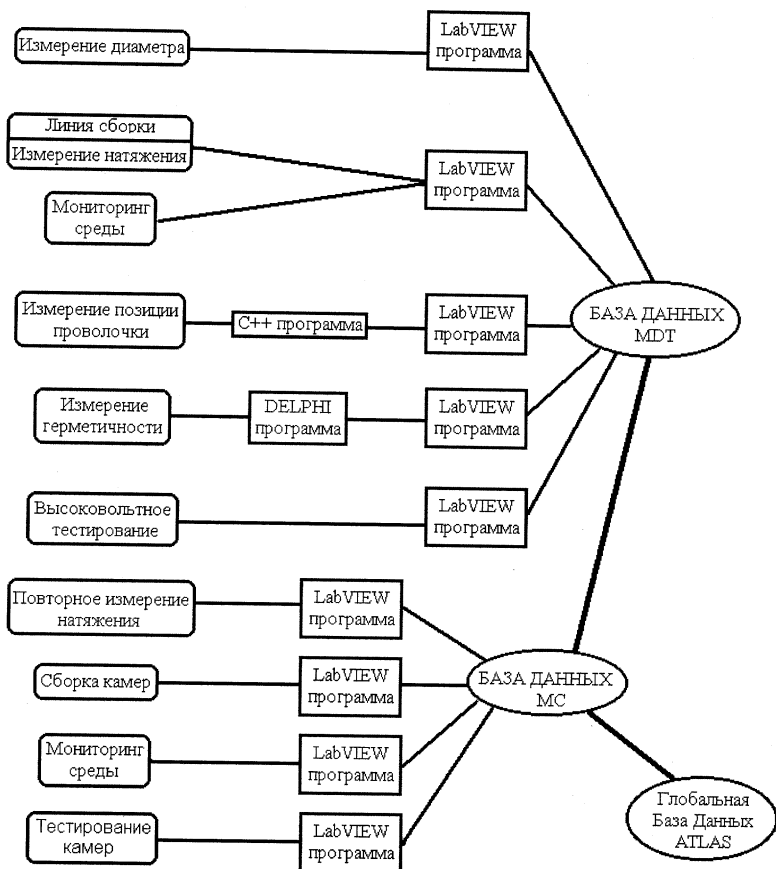 Измерение диаметра
LabVIEW
программа
Линия сборки
Измерение натяжения
LabVIEW
программа
Мониторинг
среды
Измерение позиции
проволочки
C++ программа
LabVIEW
программа
БАЗА ДАННЫХ
MDT
Измерение
герметичности
DELPHI
программа
LabVIEW
программа
Высоковольтное
тестирование
LabVIEW
программа
Повторное измерение
натяжения
LabVIEW
программа
Сборка камер
LabVIEW
программа
БАЗА ДАННЫХ
МС
Мониторинг
среды
LabVIEW
программа
Тестирование
камер
LabVIEW
программа
Глобальная
База Данных
ATLAS